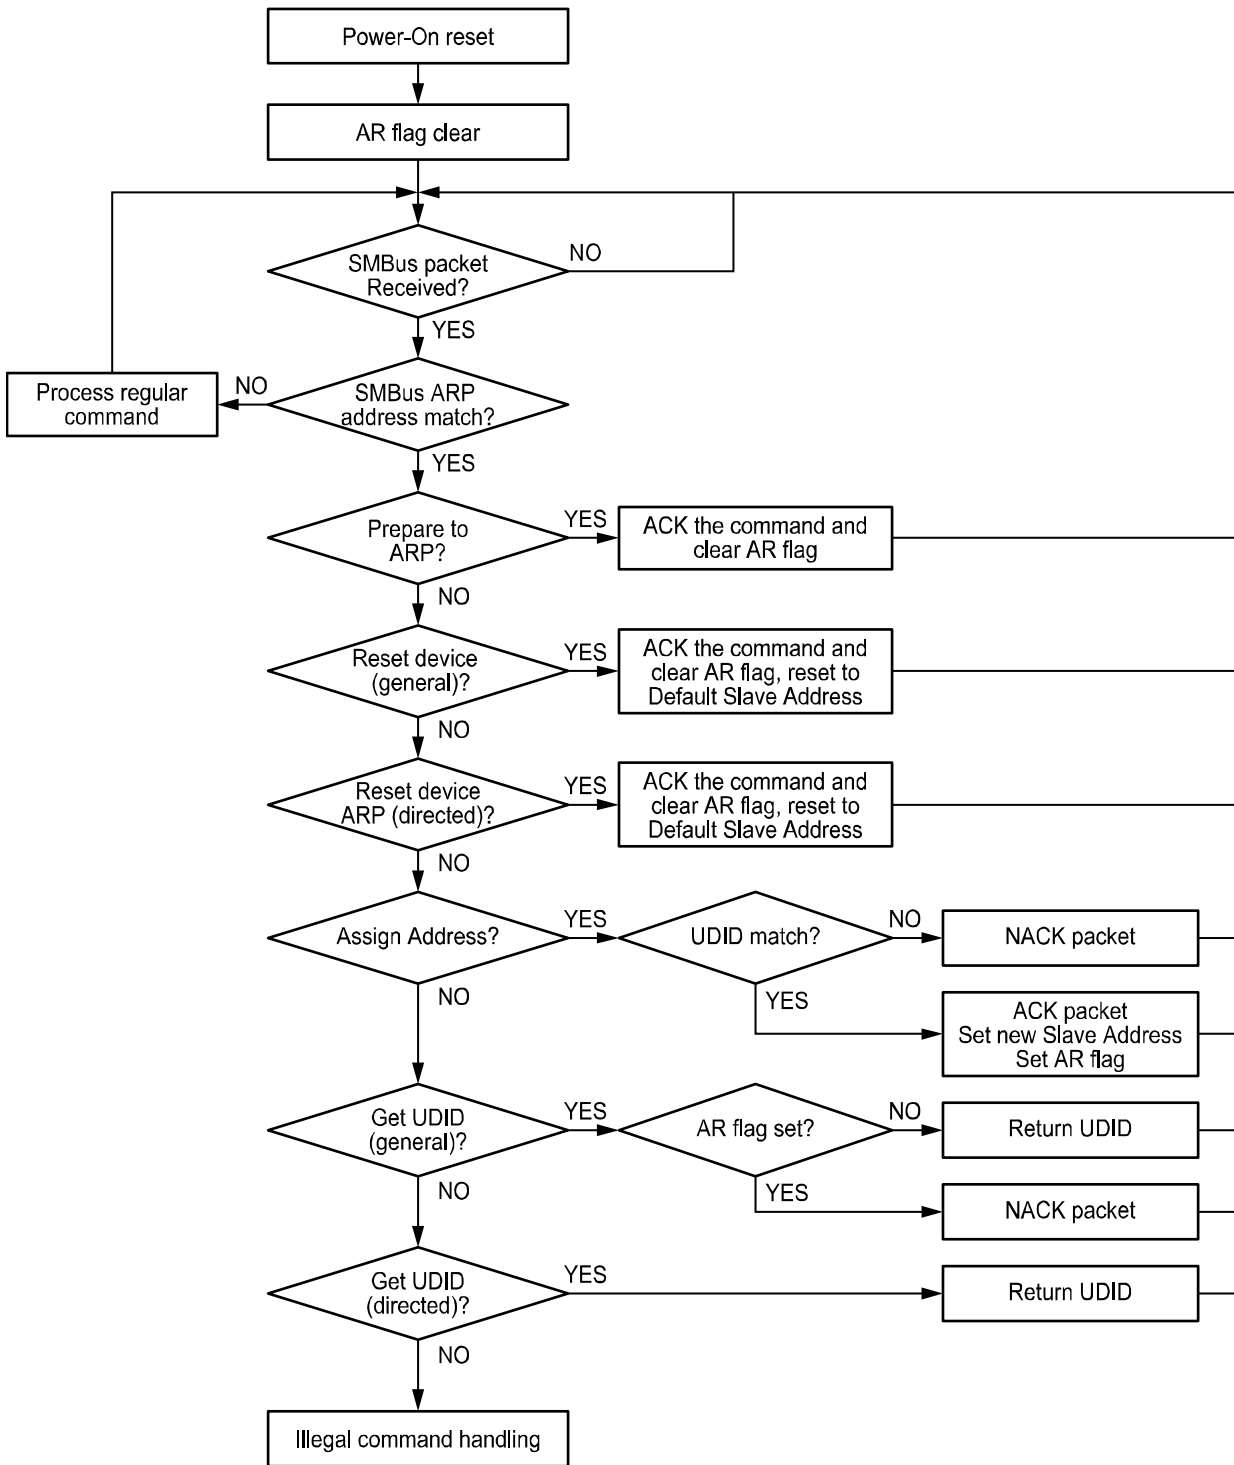 Power-On reset
AR flag clear
SMBus packet
Received?
NO
YES
SMBus ARP
address match?
NO
Process regular
command
YES
Prepare to
ARP?
YES
ACK the command and
clear AR flag
NO
Reset device
(general)?
YES
ACK the command and
clear AR flag, reset to
Default Slave Address
NO
Reset device
ARP (directed)?
YES
ACK the command and
clear AR flag, reset to
Default Slave Address
NO
Assign Address?
YES
UDID match?
NO
NACK packet
NO
YES
ACK packet
Set new Slave Address
Set AR flag
Get UDID
(general)?
YES
AR flag set?
NO
Return UDID
NO
YES
NACK packet
Get UDID
(directed)?
YES
Return UDID
NO
Illegal command handling